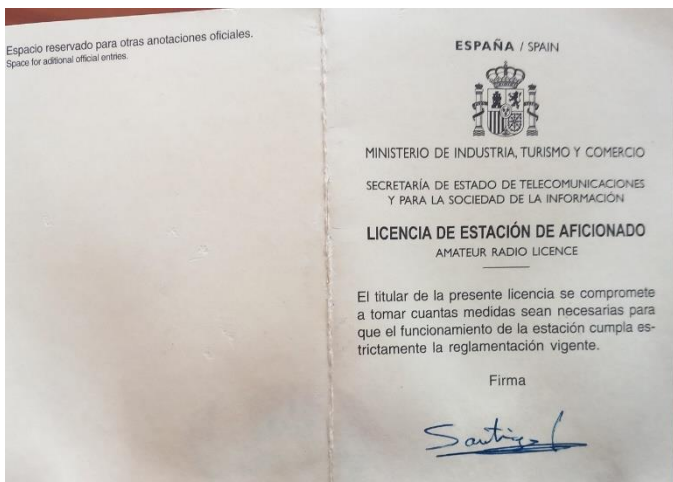 Espacio reservado para otras anotaciones oficiales.
Space for aditional official entries.
ESPAÑA / SPAIN
MINISTERIO DE INDUSTRIA, TURISMO Y COMERCIO
SECRETARÍA DE ESTADO DE TELECOMUNICACIONES
Y PARA LA SOCIEDAD DE LA INFORMACIÓN
LICENCIA DE ESTACIÓN DE AFICIONADO
AMATEUR RADIO LICENCE
El titular de la presente licencia se compromete
a tomar cuantas medidas sean necesarias para
que el funcionamiento de la estación cumpla es-
trictamente la reglamentación vigente.
Firma